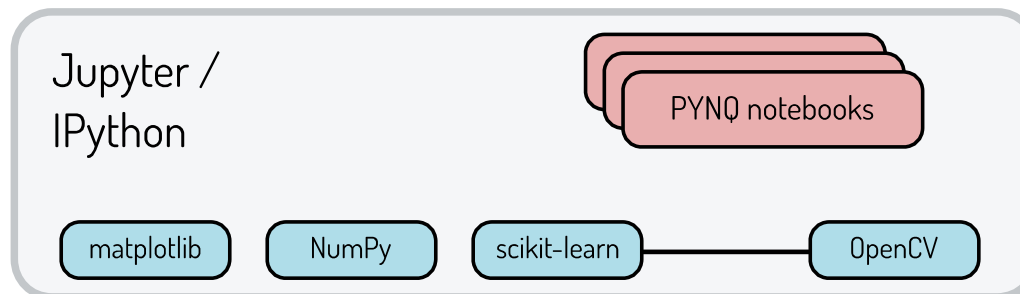 Jupyter /
IPython
PYNQ notebooks
matplotlib
NumPy
scikit-learn
OpenCV